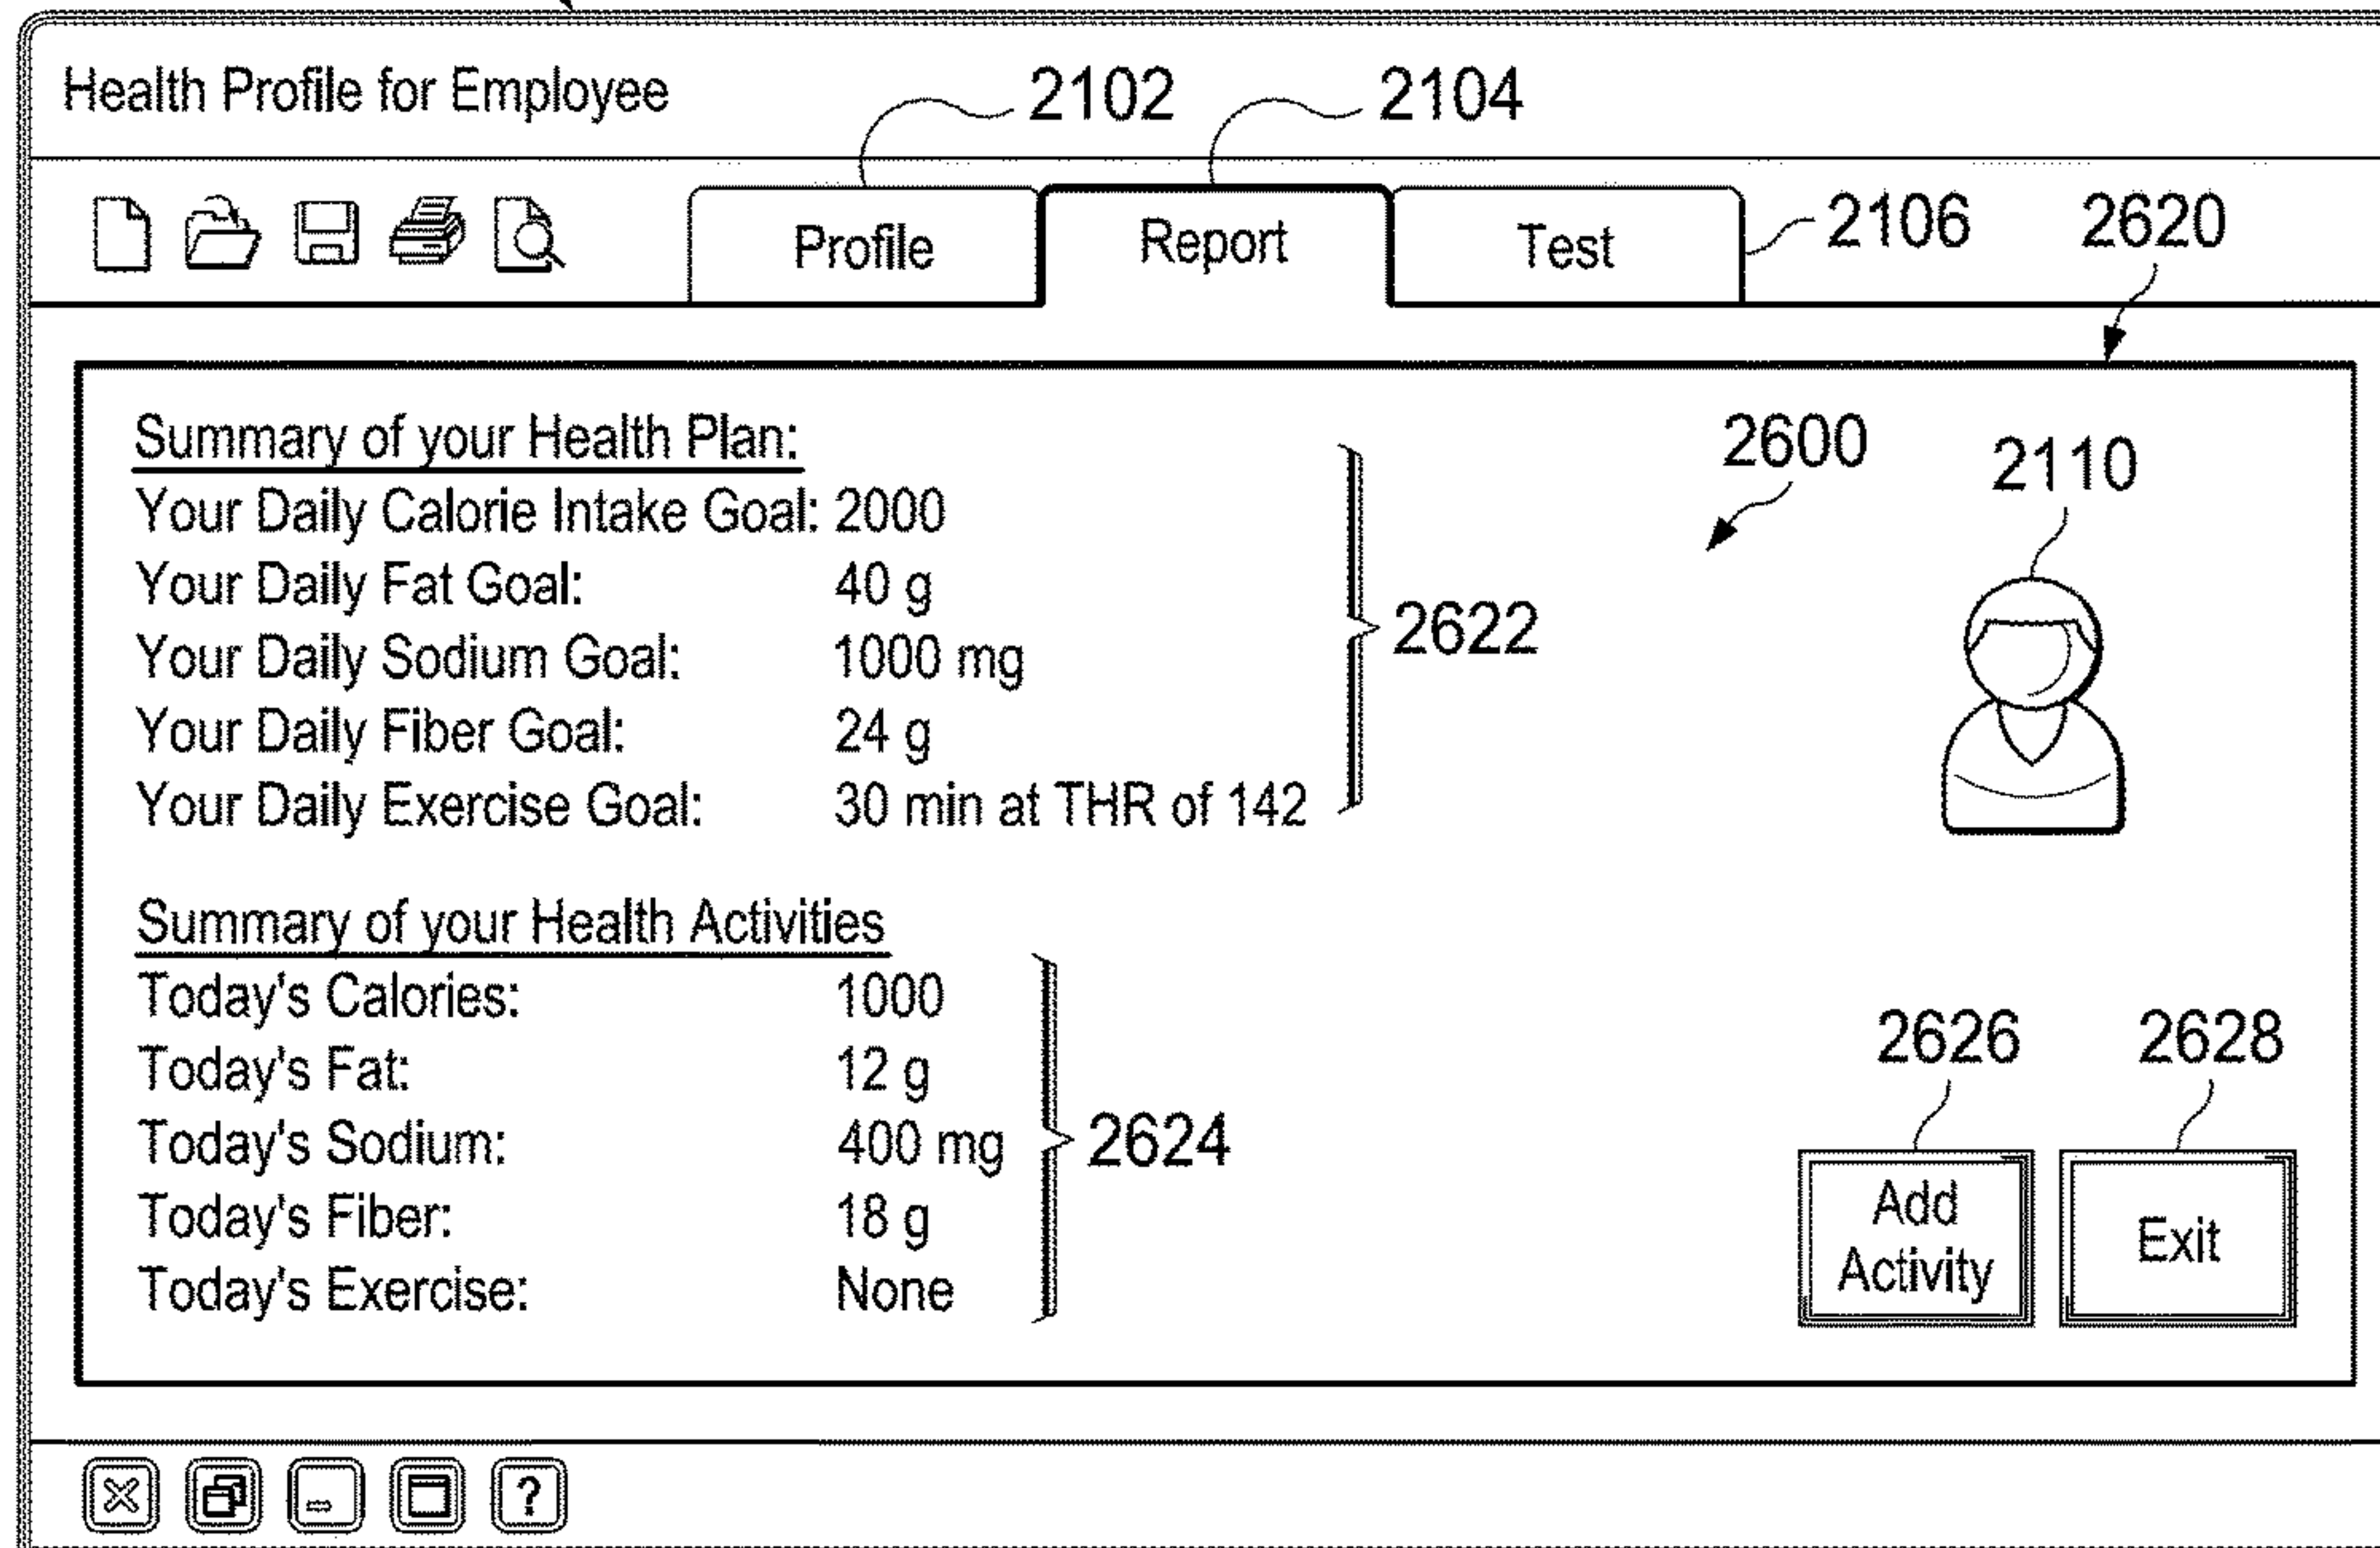 Health Profile for Employee
2102
2104
Profile
Report
Test
2106
2620
Summary of your Health Plan:
Your Daily Calorie Intake Goal: 2000
Your Daily Fat Goal: 40 g
Your Daily Sodium Goal: 1000 mg
Your Daily Fiber Goal: 24 g
Your Daily Exercise Goal: 30 min at THR of 142
2622
2600
2110
Summary of your Health Activities
Today's Calories: 1000
Today's Fat: 12 g
Today's Sodium: 400 mg
Today's Fiber: 18 g
Today's Exercise: None
2624
2626
2628
Add
Activity
Exit
?